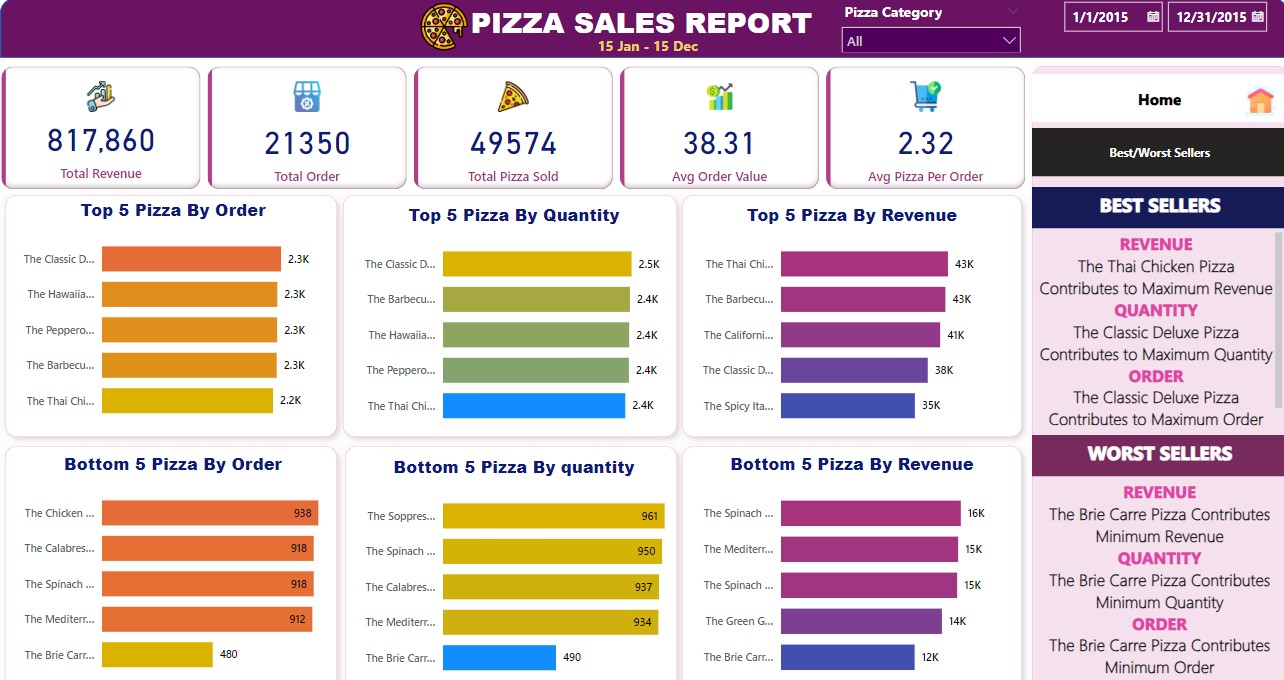 PIZZA SALES REPORT
15 Jan - 15 Dec
Pizza Category
All
1/1/2015
12/31/2015
817,860
Total Revenue
21350
Total Order
49574
Total Pizza Sold
38.31
Avg Order Value
2.32
Avg Pizza Per Order
Home
Best/Worst Sellers
Top 5 Pizza By Order
The Classic D... 2.3K
The Hawaiia... 2.3K
The Peppero... 2.3K
The Barbecu... 2.3K
The Thai Chi... 2.2K
Top 5 Pizza By Quantity
The Classic D... 2.5K
The Barbecu... 2.4K
The Hawaiia... 2.4K
The Peppero... 2.4K
The Thai Chi... 2.4K
Top 5 Pizza By Revenue
The Thai Chi... 43K
The Barbecu... 43K
The Californi... 41K
The Classic D... 38K
The Spicy Ita... 35K
BEST SELLERS
REVENUE
The Thai Chicken Pizza
Contributes to Maximum Revenue
QUANTITY
The Classic Deluxe Pizza
Contributes to Maximum Quantity
ORDER
The Classic Deluxe Pizza
Contributes to Maximum Order
Bottom 5 Pizza By Order
The Chicken ... 938
The Calabres... 918
The Spinach ... 918
The Mediterr... 912
The Brie Carr... 480
Bottom 5 Pizza By quantity
The Soppres... 961
The Spinach ... 950
The Calabres... 937
The Mediterr... 934
The Brie Carr... 490
Bottom 5 Pizza By Revenue
The Spinach ... 16K
The Mediterr... 15K
The Spinach ... 15K
The Green G... 14K
The Brie Carr... 12K
WORST SELLERS
REVENUE
The Brie Carre Pizza Contributes
Minimum Revenue
QUANTITY
The Brie Carre Pizza Contributes
Minimum Quantity
ORDER
The Brie Carre Pizza Contributes
Minimum Order